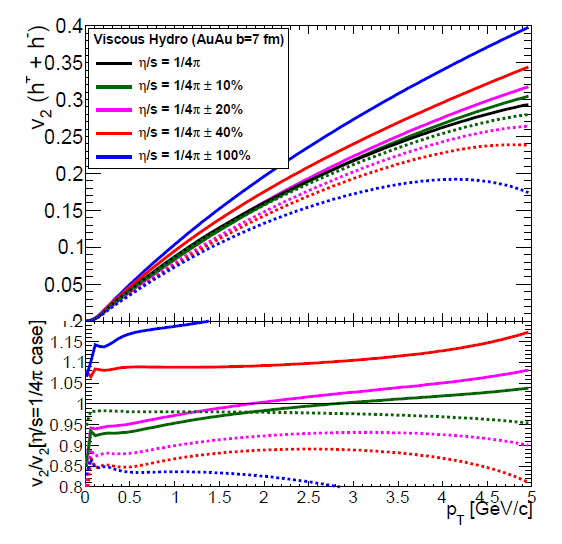 0.4
0.35
0.3
0.25
0.2
0.15
0.1
0.05
v₂ (h⁺ + h⁻)
Viscous Hydro (AuAu b=7 fm)
η/s = 1/4π
η/s = 1/4π ± 10%
η/s = 1/4π ± 20%
η/s = 1/4π ± 40%
η/s = 1/4π ± 100%
1.2
1.15
1.1
1.05
1
0.95
0.9
0.85
0.8
v₂/v₂[η/s=1/4π case]
0 0.5 1 1.5 2 2.5 3 3.5 4 4.5 5
p_T [GeV/c]